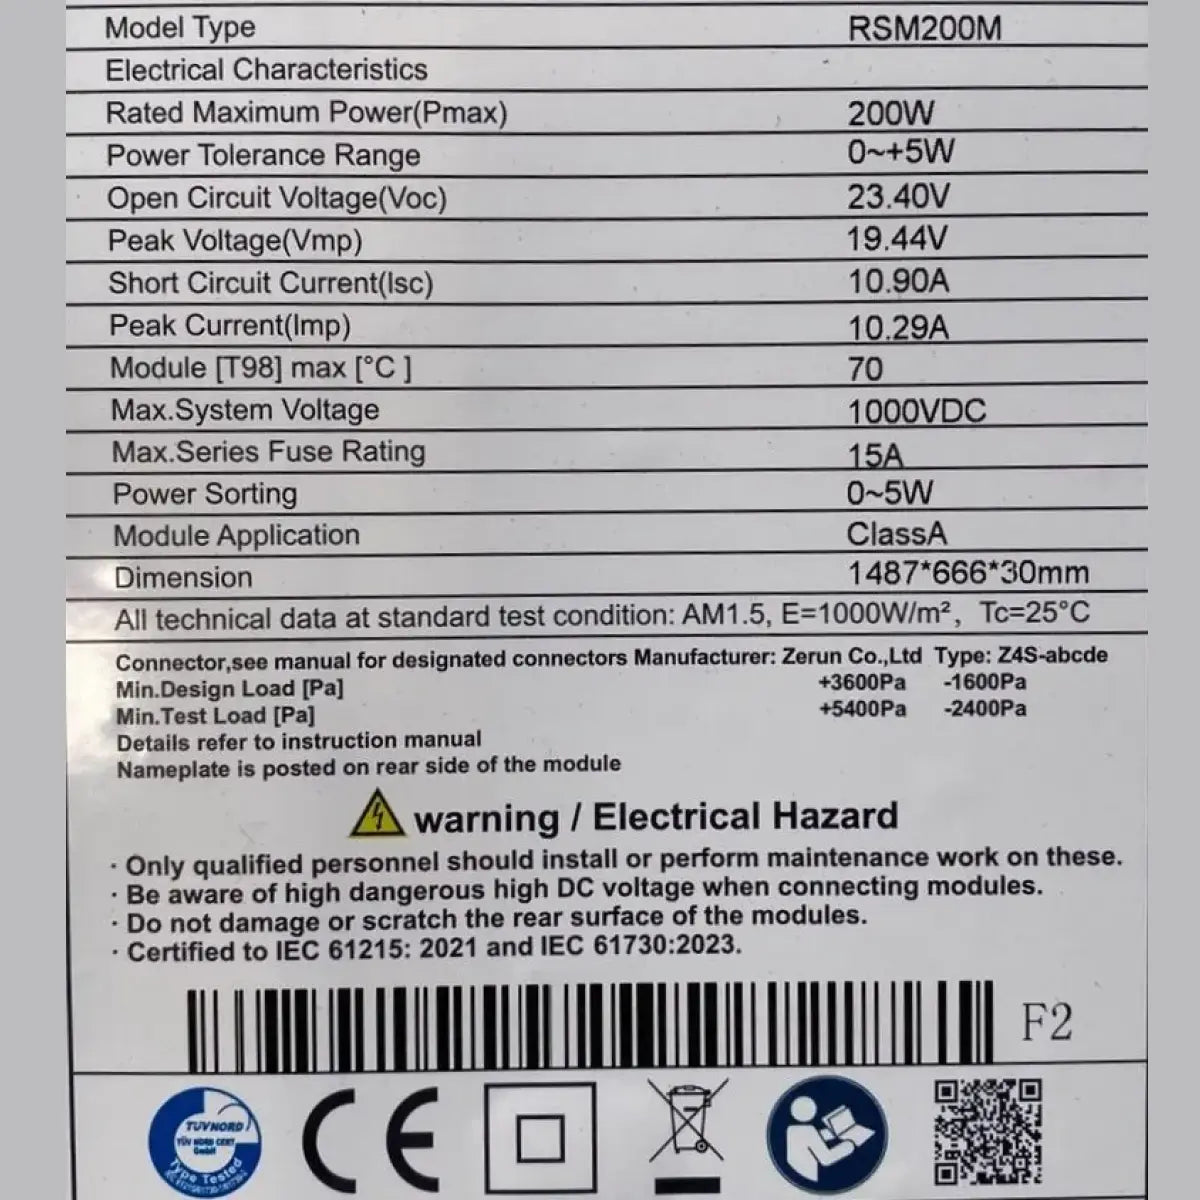 Model Type RSM200M
Electrical Characteristics
Rated Maximum Power(Pmax) 200W
Power Tolerance Range 0~+5W
Open Circuit Voltage(Voc) 23.40V
Peak Voltage(Vmp) 19.44V
Short Circuit Current(Isc) 10.90A
Peak Current(Imp) 10.29A
Module [T98] max [°C ] 70
Max.System Voltage 1000VDC
Max.Series Fuse Rating 15A
Power Sorting 0~5W
Module Application ClassA
Dimension 1487*666*30mm
All technical data at standard test condition: AM1.5, E=1000W/m², Tc=25°C
Connector,see manual for designated connectors Manufacturer: Zerun Co.,Ltd Type: Z4S-abcde
Min.Design Load [Pa] +3600Pa -1600Pa
Min.Test Load [Pa] +5400Pa -2400Pa
Details refer to instruction manual
Nameplate is posted on rear side of the module
warning / Electrical Hazard
· Only qualified personnel should install or perform maintenance work on these.
· Be aware of high dangerous high DC voltage when connecting modules.
· Do not damage or scratch the rear surface of the modules.
· Certified to IEC 61215: 2021 and IEC 61730:2023.
F2
TUVNORD
TÜV NORD CERT
GmbH
Type Tested
CE